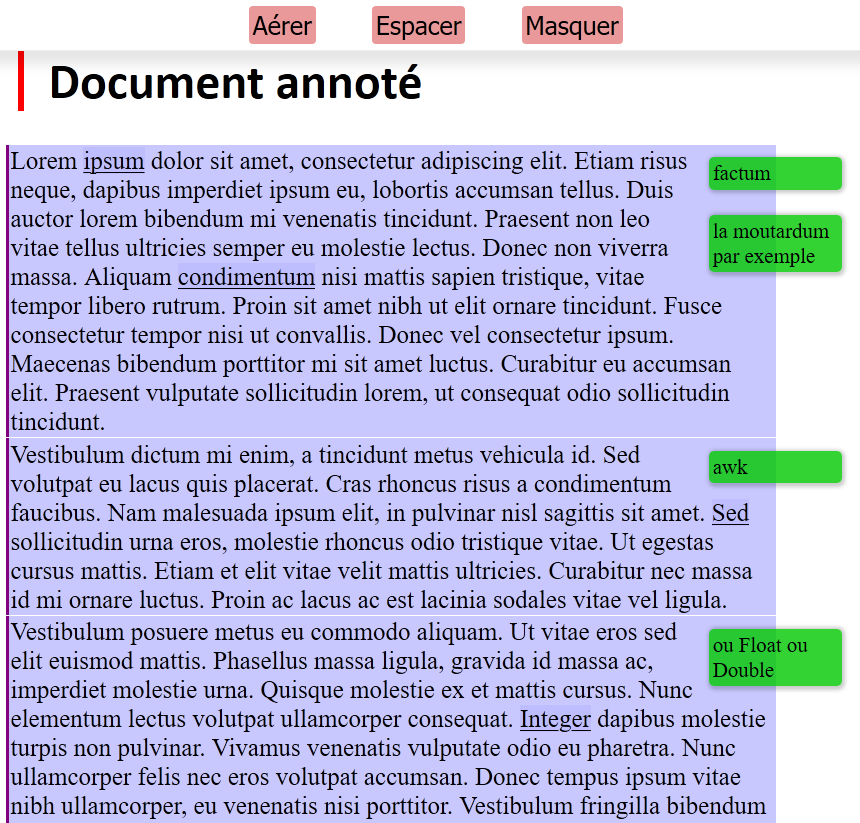 Aérer Espacer Masquer
Document annoté
Lorem ipsum dolor sit amet, consectetur adipiscing elit. Etiam risus
neque, dapibus imperdiet ipsum eu, lobortis accumsan tellus. Duis
auctor lorem bibendum mi venenatis tincidunt. Praesent non leo
vitae tellus ultricies semper eu molestie lectus. Donec non viverra
massa. Aliquam condimentum nisi mattis sapien tristique, vitae
tempor libero rutrum. Proin sit amet nibh ut elit ornare tincidunt. Fusce
consectetur tempor nisi ut convallis. Donec vel consectetur ipsum.
Maecenas bibendum porttitor mi sit amet luctus. Curabitur eu accumsan
elit. Praesent vulputate sollicitudin lorem, ut consequat odio sollicitudin
tincidunt.
factum
la moutardum
par exemple
Vestibulum dictum mi enim, a tincidunt metus vehicula id. Sed
volutpat eu lacus quis placerat. Cras rhoncus risus a condimentum
faucibus. Nam malesuada ipsum elit, in pulvinar nisl sagittis sit amet. Sed
sollicitudin urna eros, molestie rhoncus odio tristique vitae. Ut egestas
cursus mattis. Etiam et elit vitae velit mattis ultricies. Curabitur nec massa
id mi ornare luctus. Proin ac lacus ac est lacinia sodales vitae vel ligula.
awk
Vestibulum posuere metus eu commodo aliquam. Ut vitae eros sed
elit euismod mattis. Phasellus massa ligula, gravida id massa ac,
imperdiet molestie urna. Quisque molestie ex et mattis cursus. Nunc
elementum lectus volutpat ullamcorper consequat. Integer dapibus molestie
turpis non pulvinar. Vivamus venenatis vulputate odio eu pharetra. Nunc
ullamcorper felis nec eros volutpat accumsan. Donec tempus ipsum vitae
nibh ullamcorper, eu venenatis nisi porttitor. Vestibulum fringilla bibendum
ou Float ou
Double